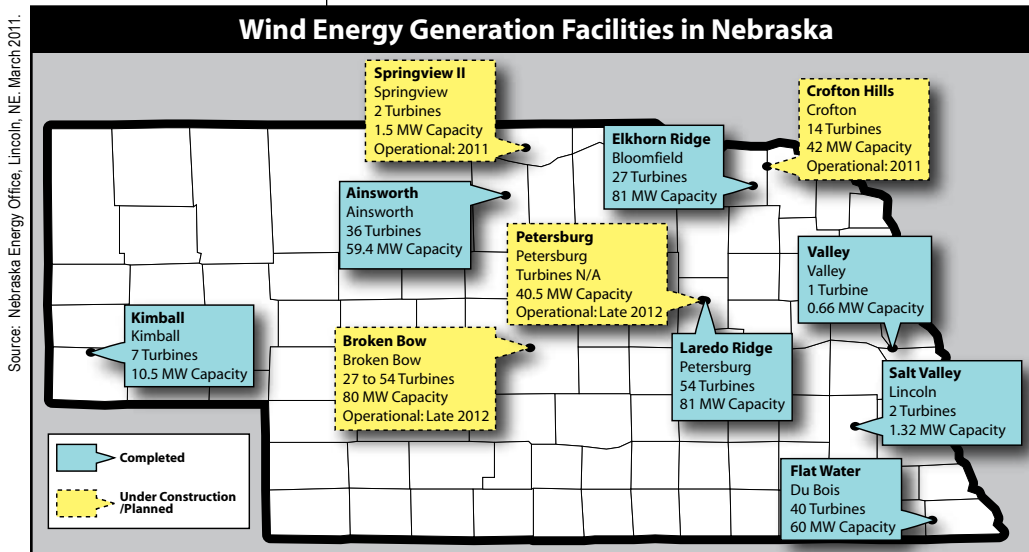 Source: Nebraska Energy Office, Lincoln, NE. March 2011.
Wind Energy Generation Facilities in Nebraska
Springview II
Springview
2 Turbines
1.5 MW Capacity
Operational: 2011
Crofton Hills
Crofton
14 Turbines
42 MW Capacity
Operational: 2011
Elkhorn Ridge
Bloomfield
27 Turbines
81 MW Capacity
Ainsworth
Ainsworth
36 Turbines
59.4 MW Capacity
Petersburg
Petersburg
Turbines N/A
40.5 MW Capacity
Operational: Late 2012
Valley
Valley
1 Turbine
0.66 MW Capacity
Kimball
Kimball
7 Turbines
10.5 MW Capacity
Broken Bow
Broken Bow
27 to 54 Turbines
80 MW Capacity
Operational: Late 2012
Laredo Ridge
Petersburg
54 Turbines
81 MW Capacity
Salt Valley
Lincoln
2 Turbines
1.32 MW Capacity
Flat Water
Du Bois
40 Turbines
60 MW Capacity
Completed
Under Construction
/Planned